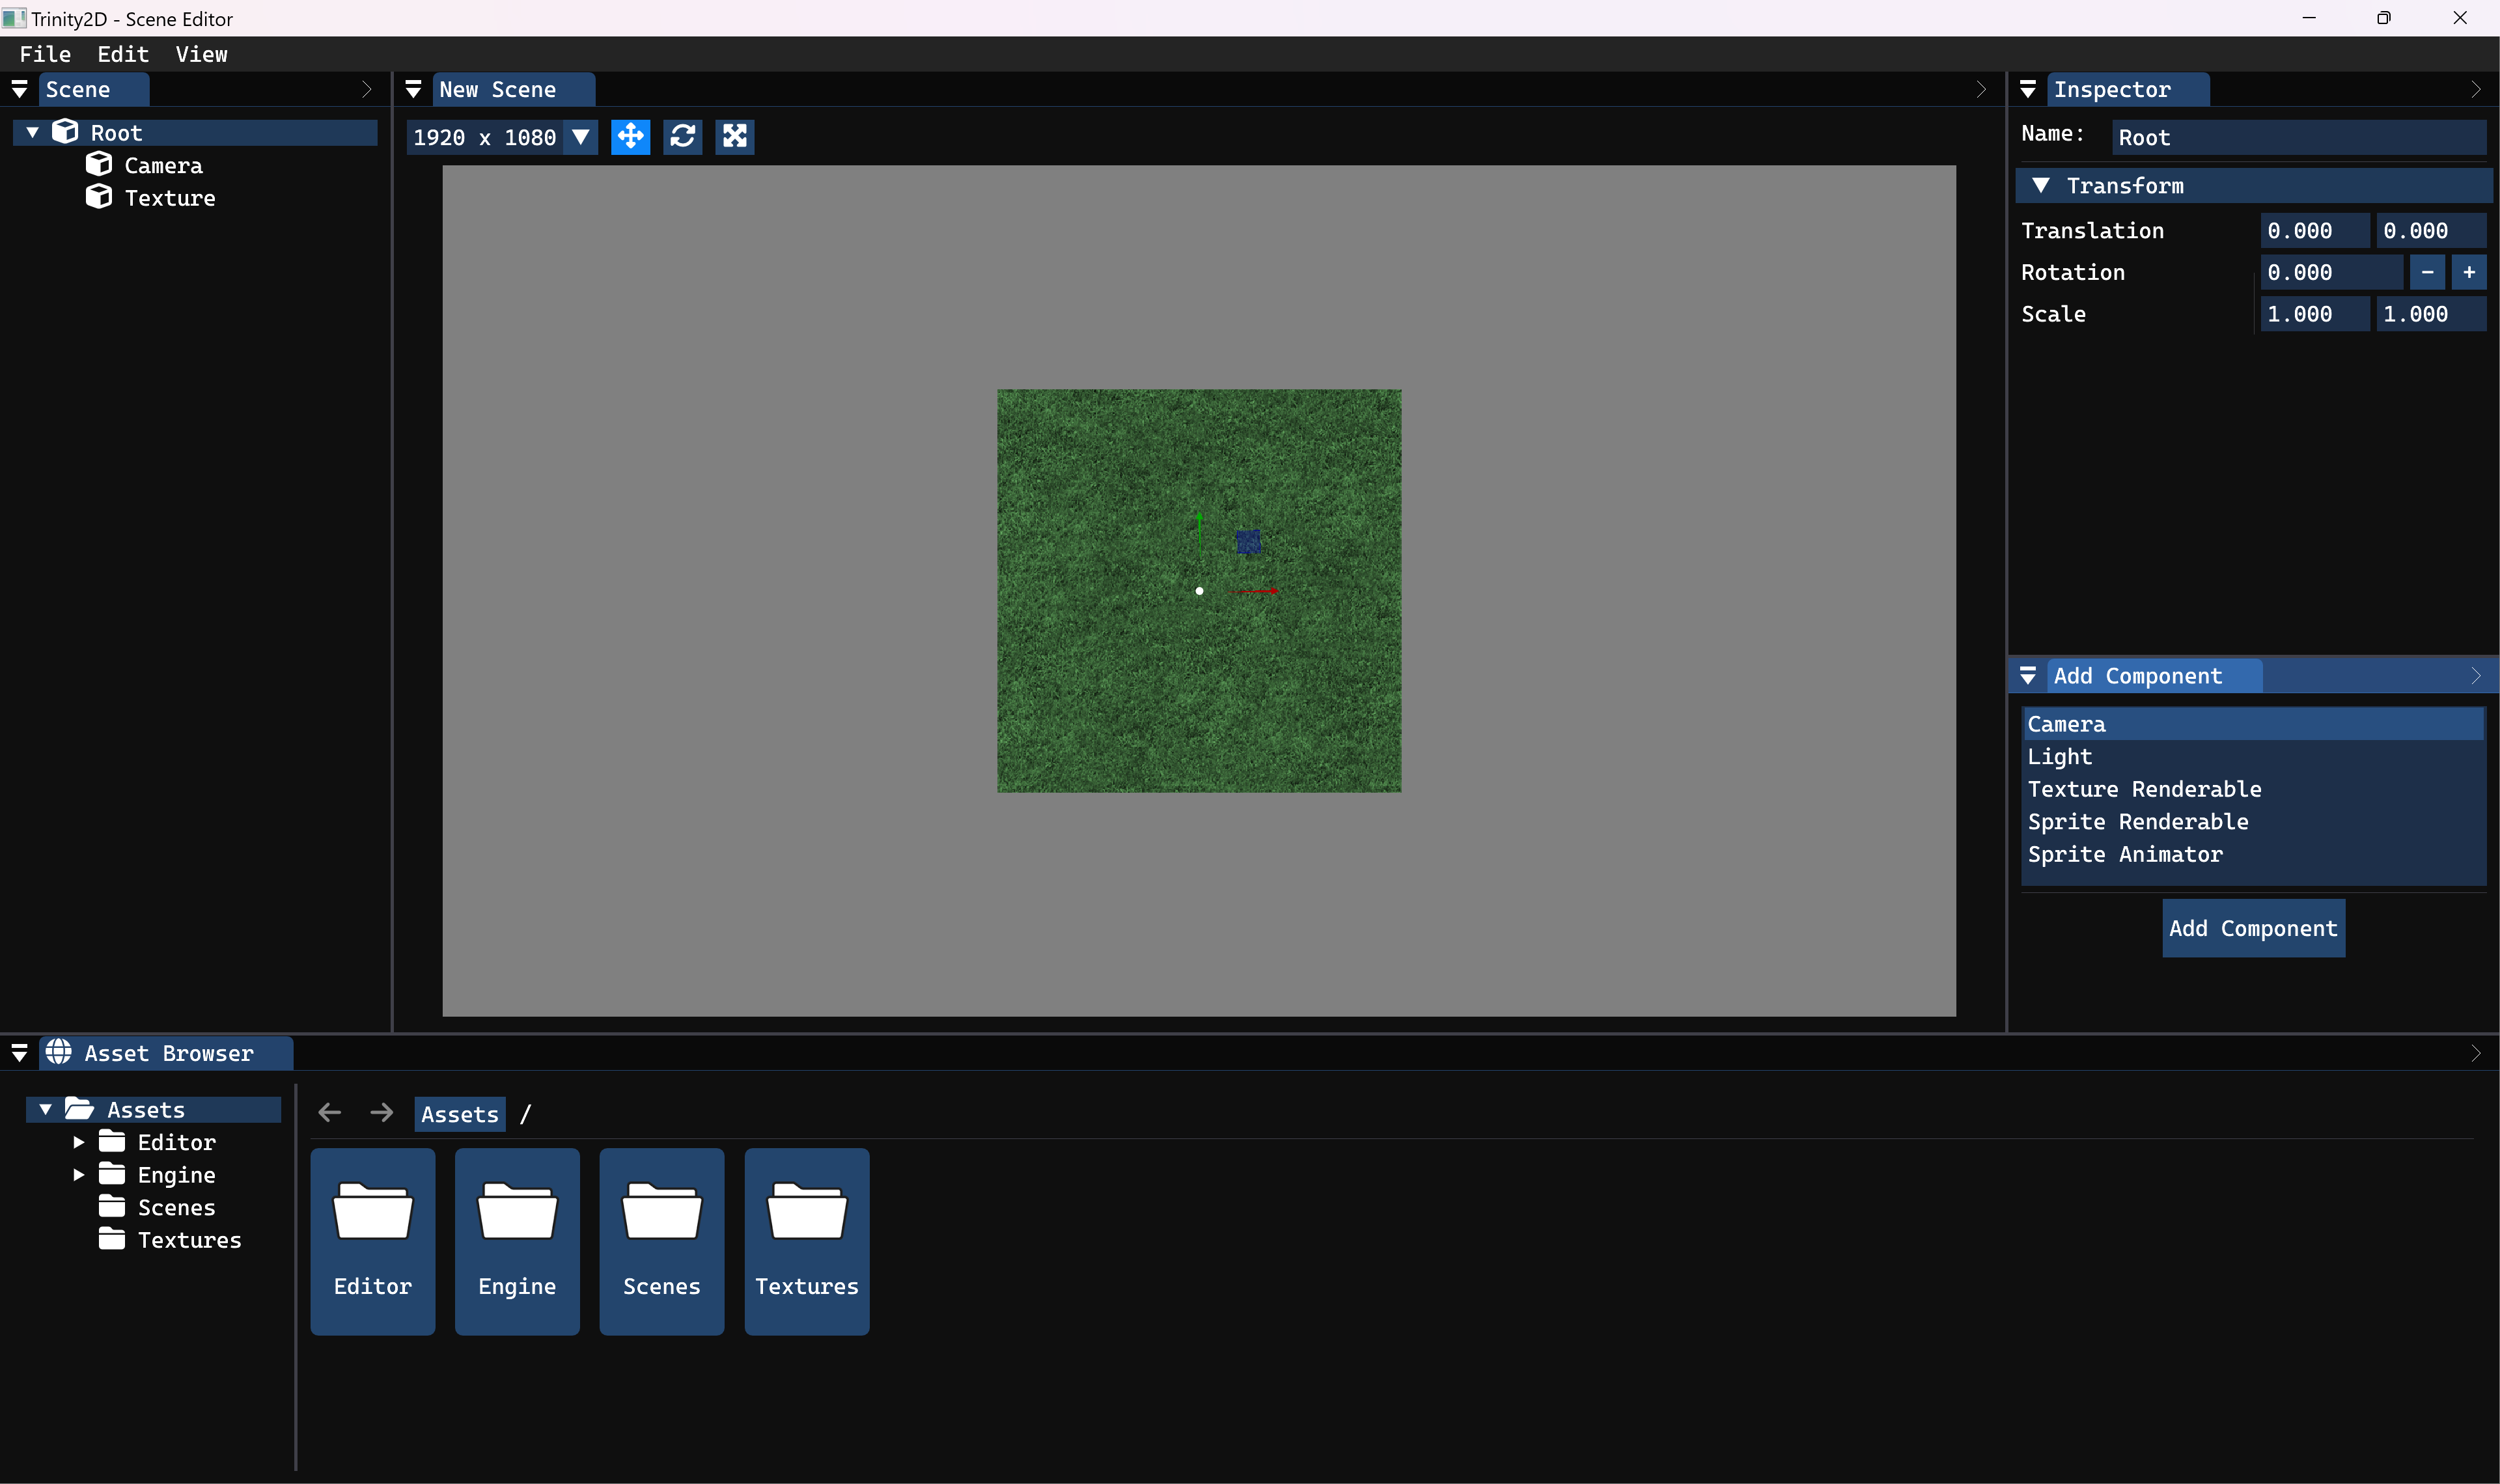 Trinity2D - Scene Editor
File Edit View
Scene
Root
Camera
Texture
New Scene
1920 x 1080
Inspector
Name: Root
Transform
Translation 0.000 0.000
Rotation 0.000 - +
Scale 1.000 1.000
Add Component
Camera
Light
Texture Renderable
Sprite Renderable
Sprite Animator
Add Component
Asset Browser
Assets
Editor
Engine
Scenes
Textures
Assets /
Editor Engine Scenes Textures